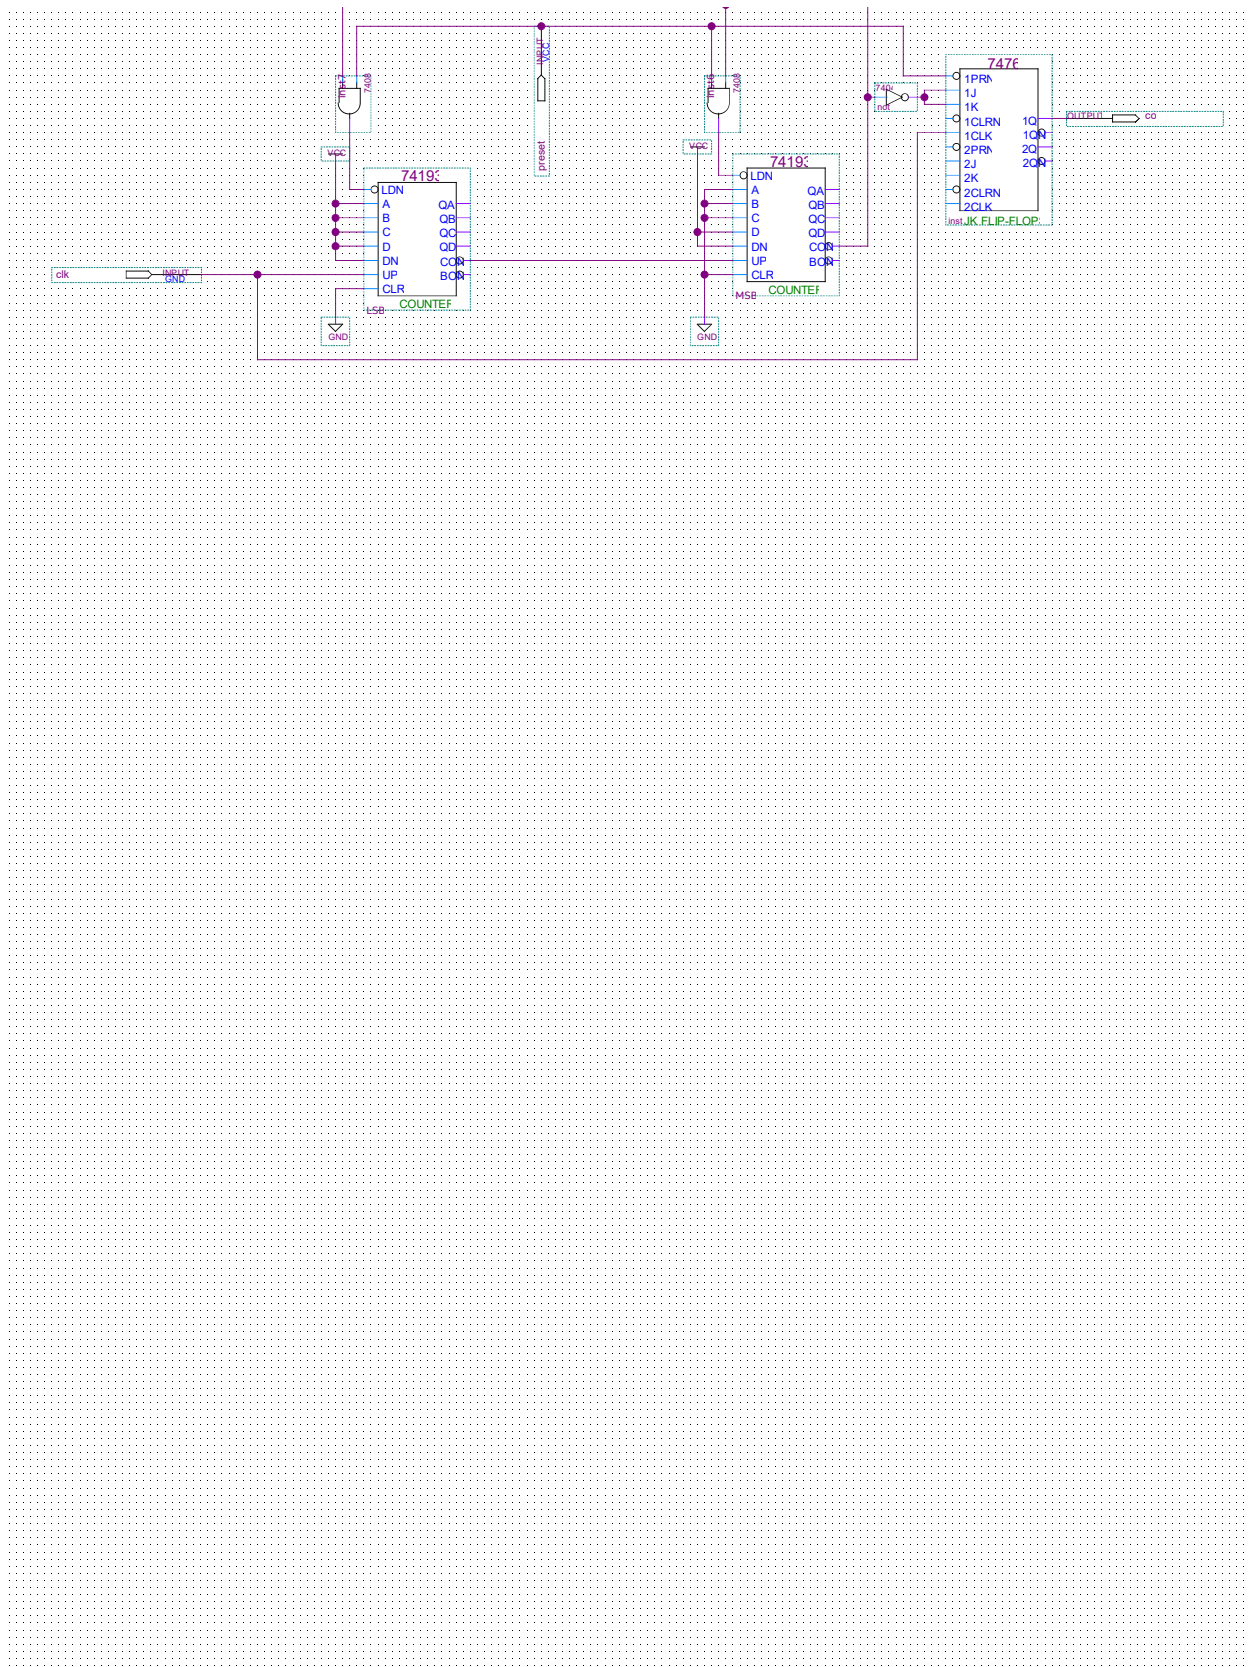 INPUT
VCC
preset
inst7
7408
inst6
7408
7404
not
7476
1PRN
1J
1K
1CLRN
1CLK
2PRN
2J
2K
2CLRN
2CLK
1Q
1QN
2Q
2QN
inst
JK FLIP-FLOP
OUTPUT
co
VCC
74193
LDN
A
B
C
D
DN
UP
CLR
QA
QB
QC
QD
CON
BON
LSB
COUNTER
GND
VCC
74193
LDN
A
B
C
D
DN
UP
CLR
QA
QB
QC
QD
CON
BON
MSB
COUNTER
GND
clk
INPUT
GND